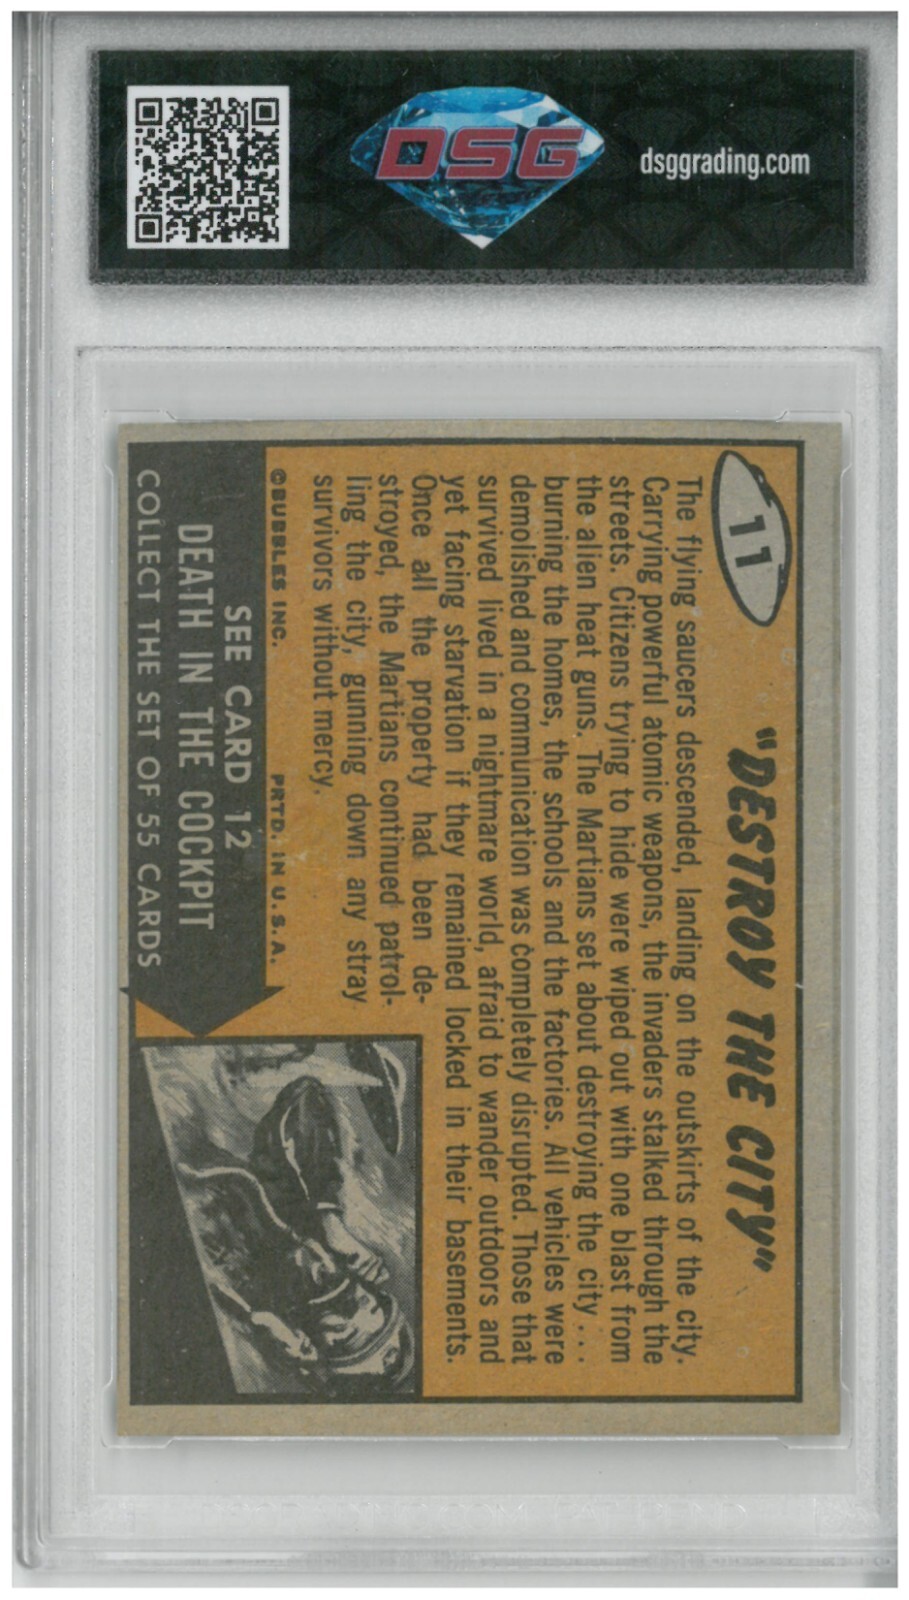 DSG
dsggrading.com
11
"DESTROY THE CITY"
The flying saucers descended, landing on the outskirts of the city.
Carrying powerful atomic weapons, the invaders stalked through the
streets. Citizens trying to hide were wiped out with one blast from
the alien heat guns. The Martians set about destroying the city . . .
burning the homes, the schools and the factories. All vehicles were
demolished and communication was completely disrupted. Those that
survived lived in a nightmare world, afraid to wander outdoors and
yet facing starvation if they remained locked in their basements.
Once all the property had been de-
stroyed, the Martians continued patrol-
ling the city, gunning down any stray
survivors without mercy.
©BUBBLES INC. PRTD. IN U.S.A.
SEE CARD 12
DEATH IN THE COCKPIT
COLLECT THE SET OF 55 CARDS